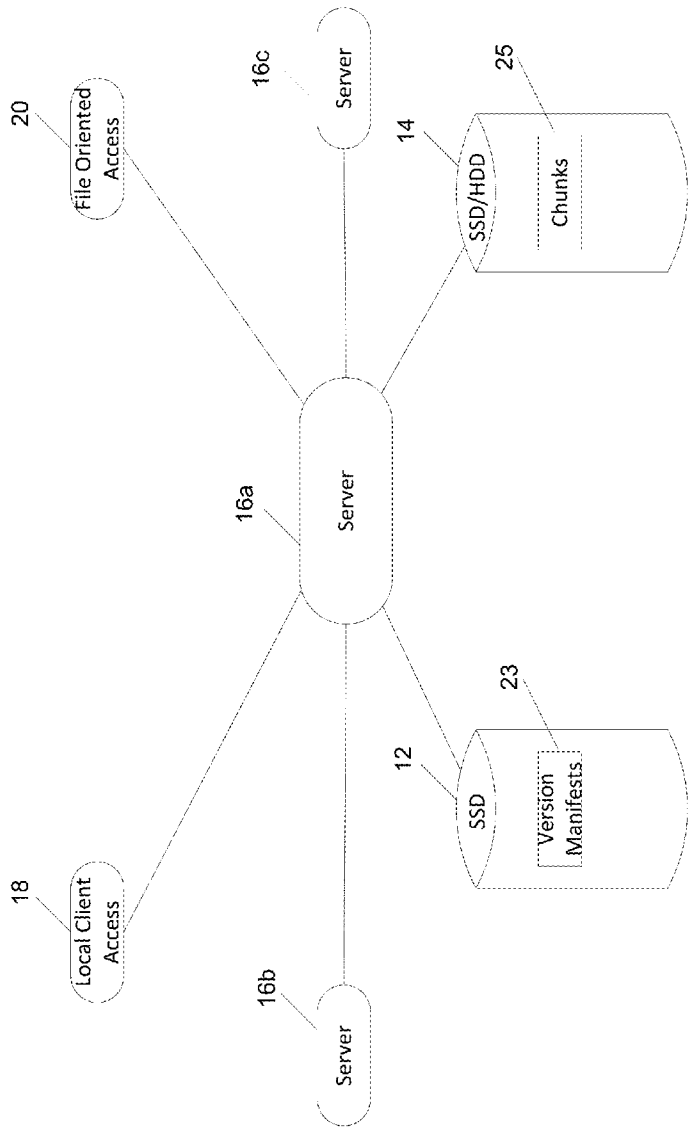 18
Local Client
Access
20
File Oriented
Access
16b
Server
16a
Server
16c
Server
12
SSD
23
Version
Manifests
14
SSD/HDD
25
Chunks